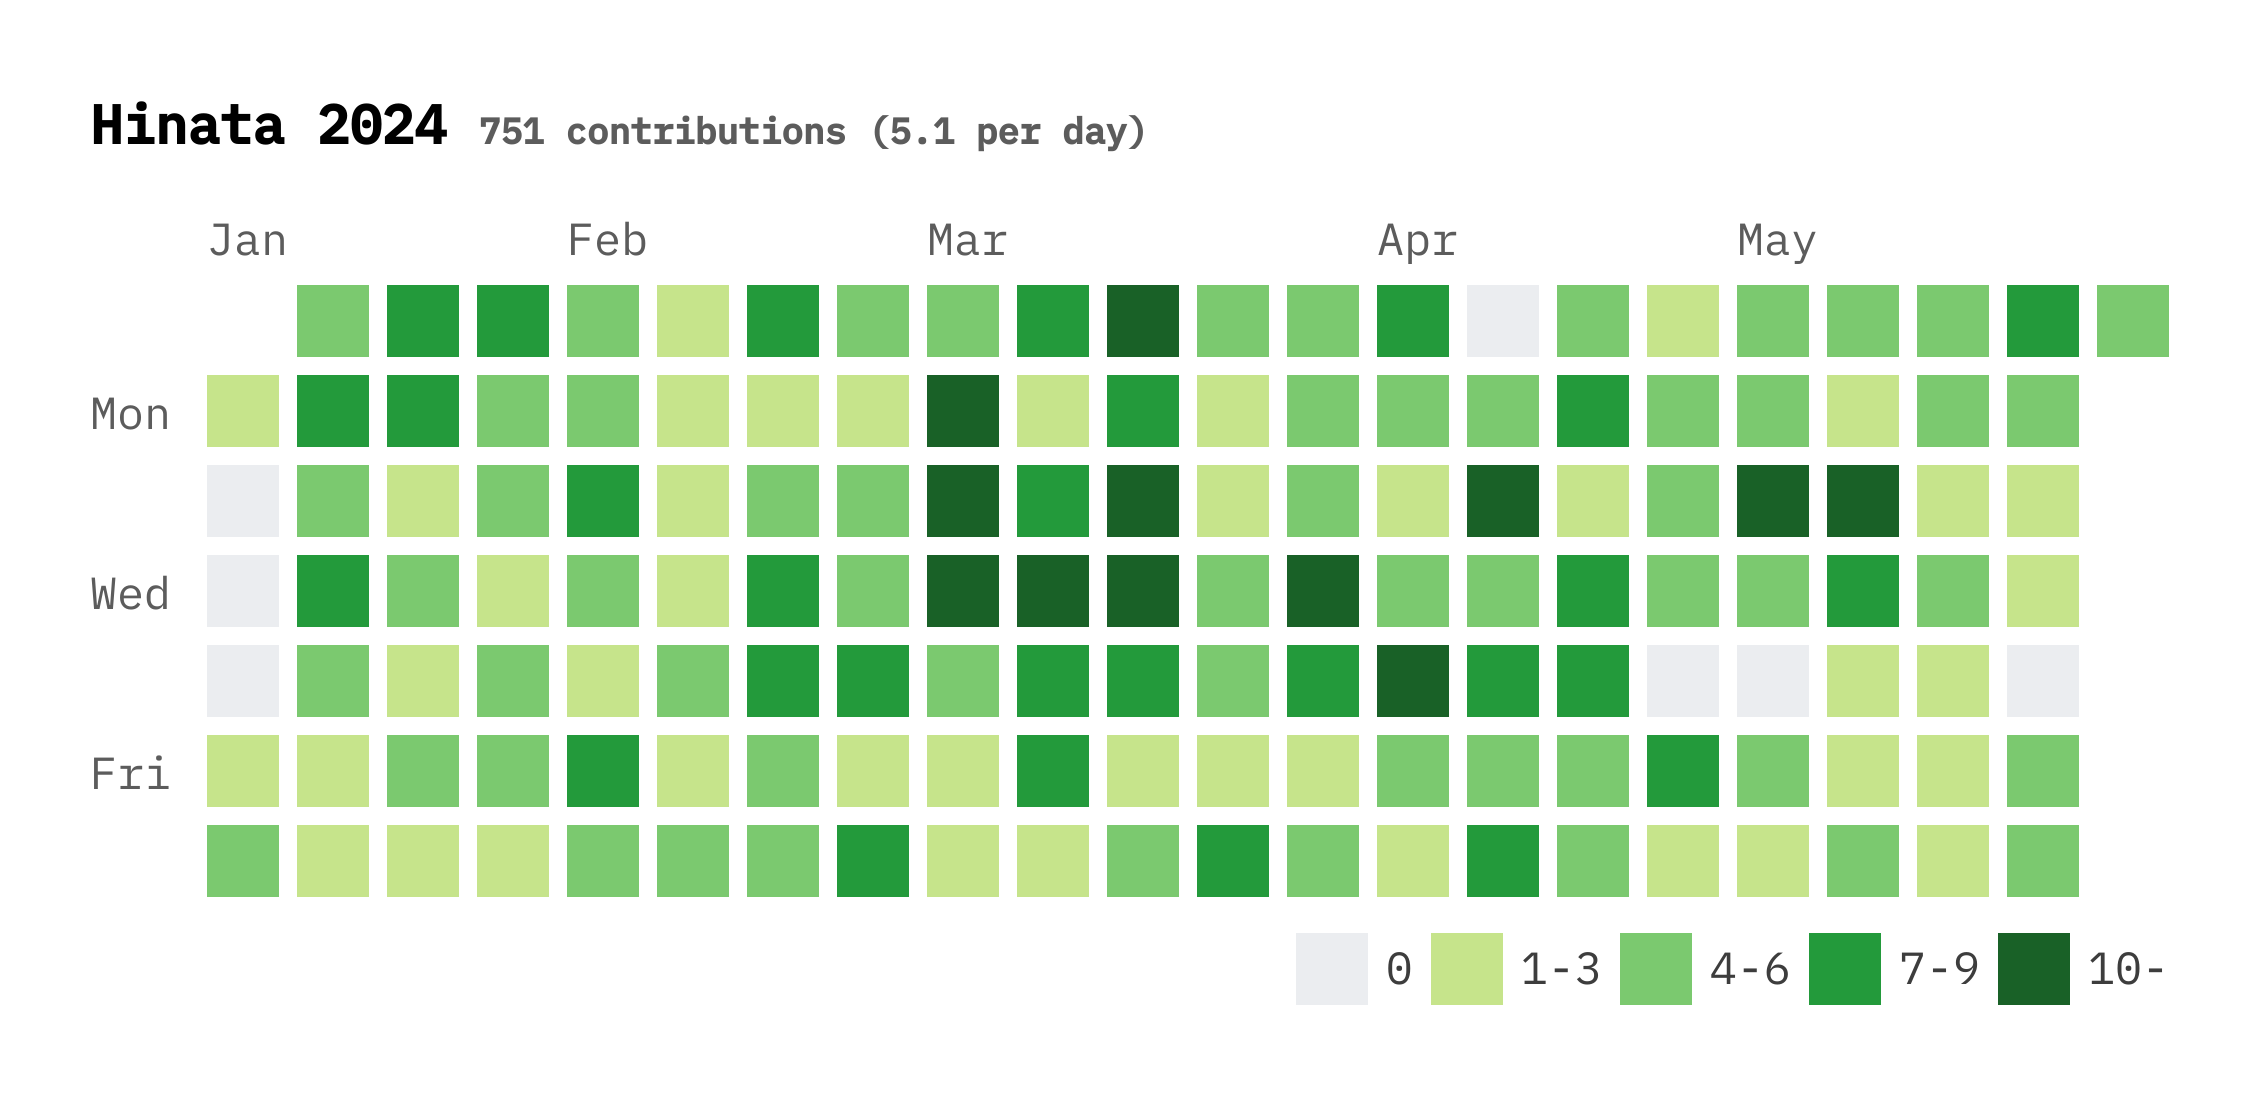 Hinata 2024 751 contributions (5.1 per day)
Jan Feb Mar Apr May
Mon
Wed
Fri
0 1-3 4-6 7-9 10-